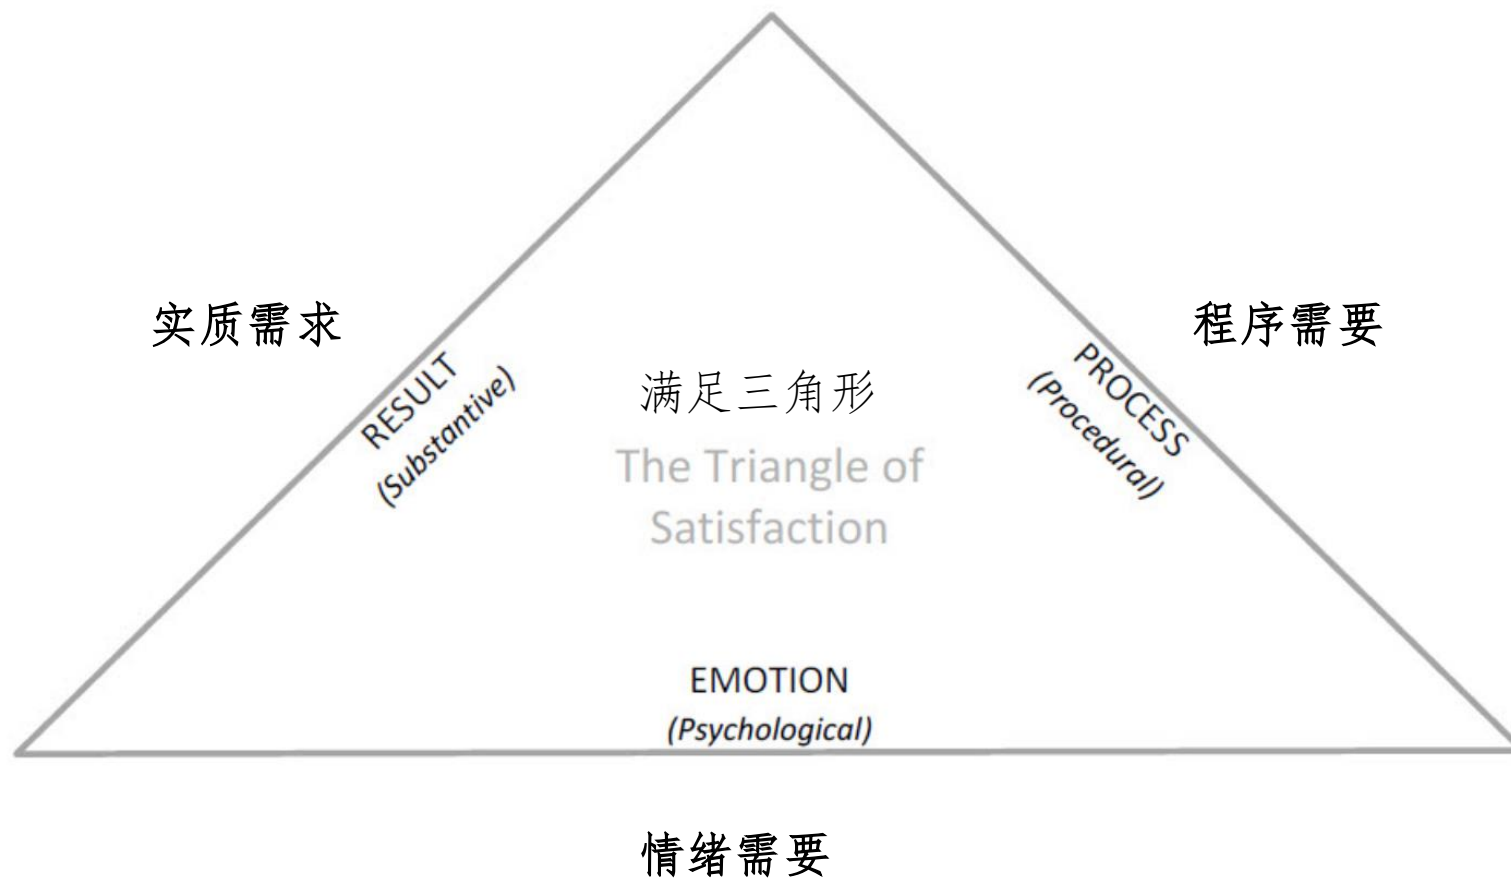 实质需求
程序需要
RESULT
(Substantive)
满足三角形
The Triangle of
Satisfaction
PROCESS
(Procedural)
EMOTION
(Psychological)
情绪需要